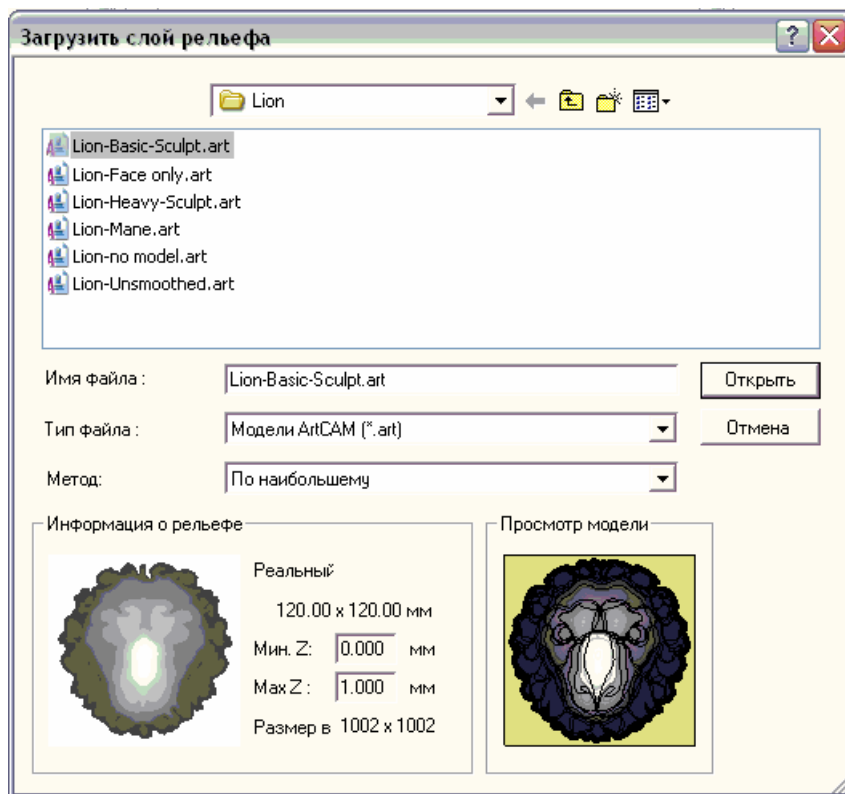 Загрузить слой рельефа
Lion
Lion-Basic-Sculpt.art
Lion-Face only.art
Lion-Heavy-Sculpt.art
Lion-Mane.art
Lion-no model.art
Lion-Unsmoothed.art
Имя файла : Lion-Basic-Sculpt.art Открыть
Тип файла : Модели ArtCAM (*.art) Отмена
Метод: По наибольшему
Информация о рельефе Просмотр модели
Реальный
120.00 x 120.00 мм
Мин. Z: 0.000 мм
Max Z : 1.000 мм
Размер в 1002 x 1002